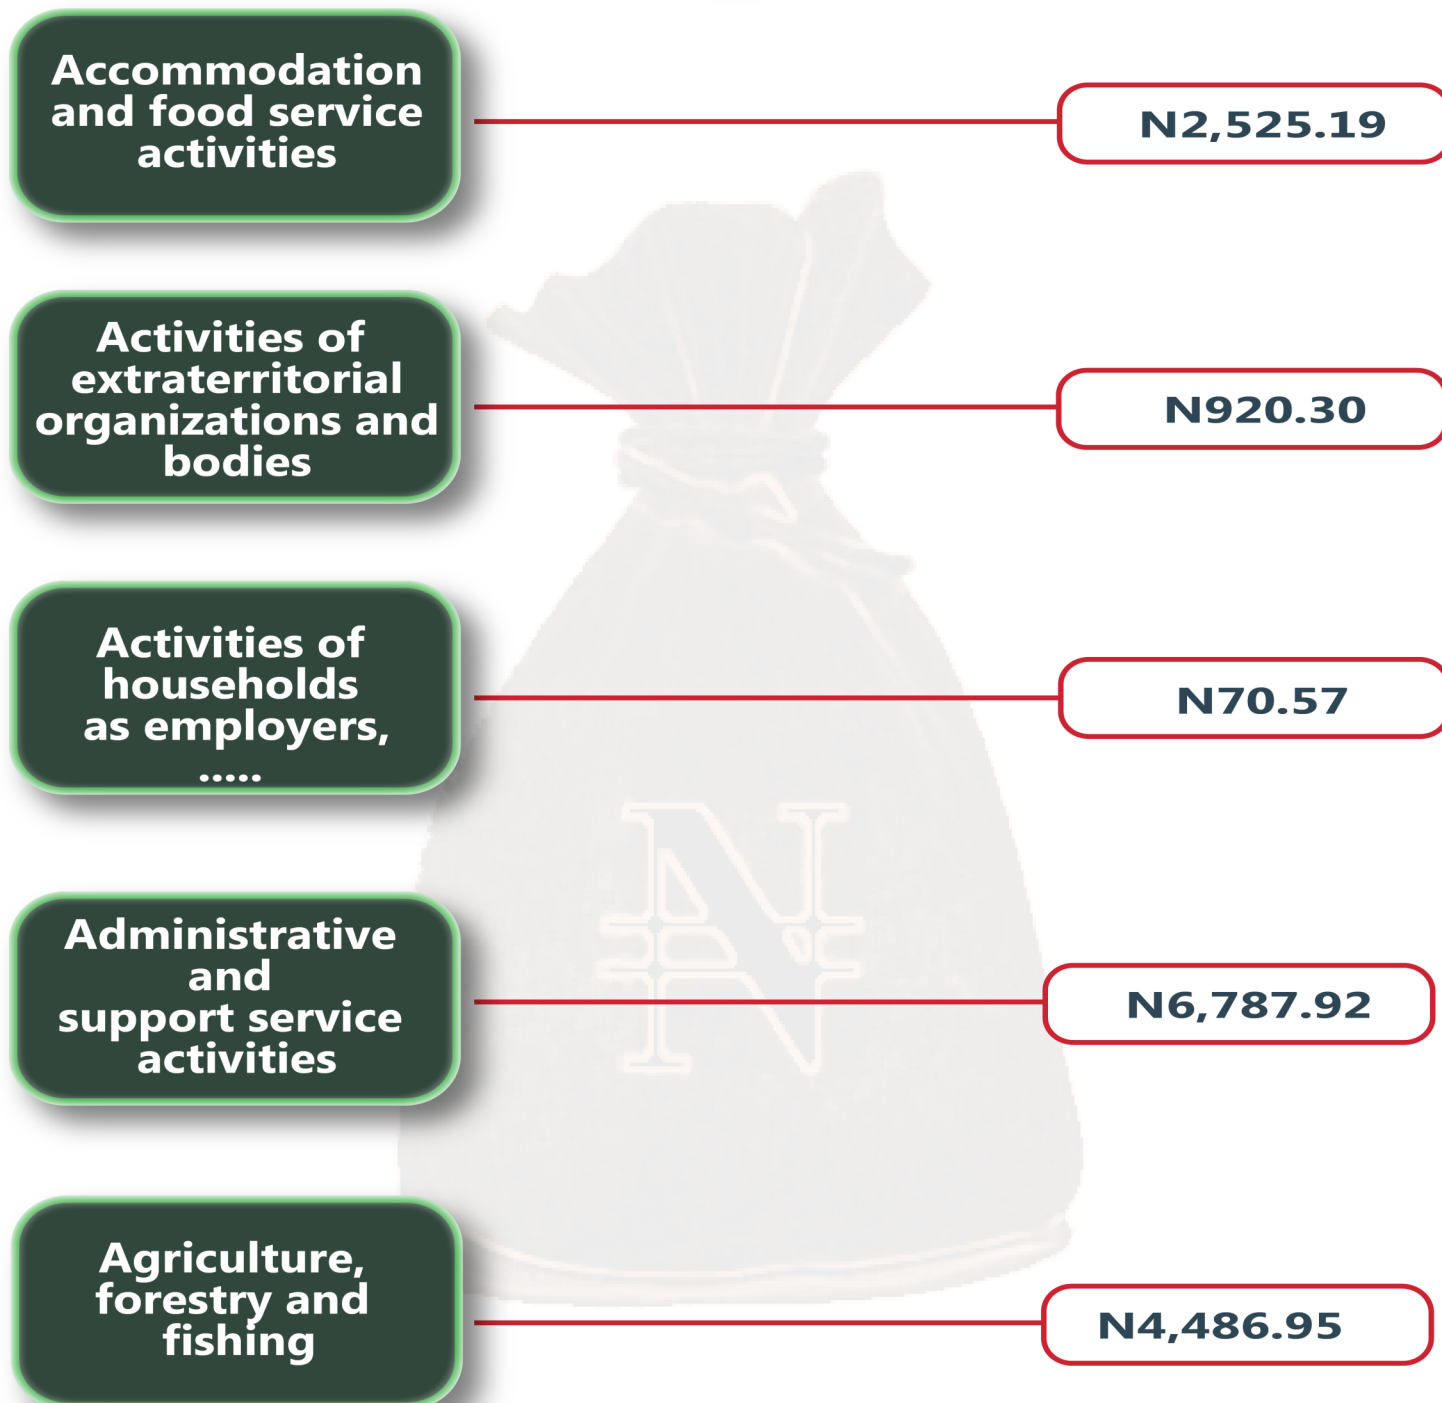 Accommodation
and food service
activities
N2,525.19
Activities of
extraterritorial
organizations and
bodies
N920.30
Activities of
households
as employers,
.....
N70.57
Administrative
and
support service
activities
N6,787.92
Agriculture,
forestry and
fishing
N4,486.95
₦